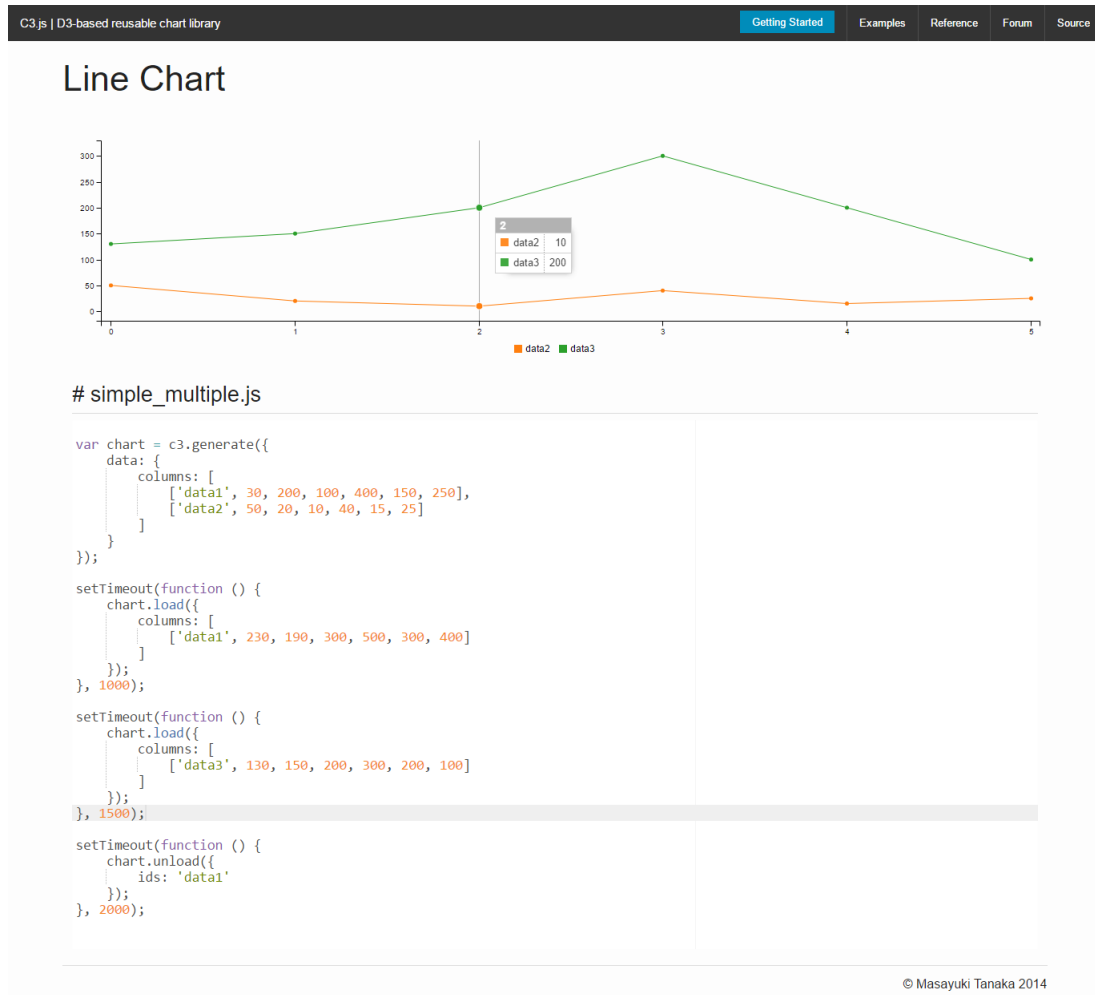 C3.js | D3-based reusable chart library
Getting Started
Examples
Reference
Forum
Source
Line Chart
300
250
200
150
100
50
0
2
data2 10
data3 200
0 1 2 3 4 5
data2 data3
# simple_multiple.js
var chart = c3.generate({
    data: {
        columns: [
            ['data1', 30, 200, 100, 400, 150, 250],
            ['data2', 50, 20, 10, 40, 15, 25]
        ]
    }
});
setTimeout(function () {
    chart.load({
        columns: [
            ['data1', 230, 190, 300, 500, 300, 400]
        ]
    });
}, 1000);
setTimeout(function () {
    chart.load({
        columns: [
            ['data3', 130, 150, 200, 300, 200, 100]
        ]
    });
}, 1500);
setTimeout(function () {
    chart.unload({
        ids: 'data1'
    });
}, 2000);
© Masayuki Tanaka 2014